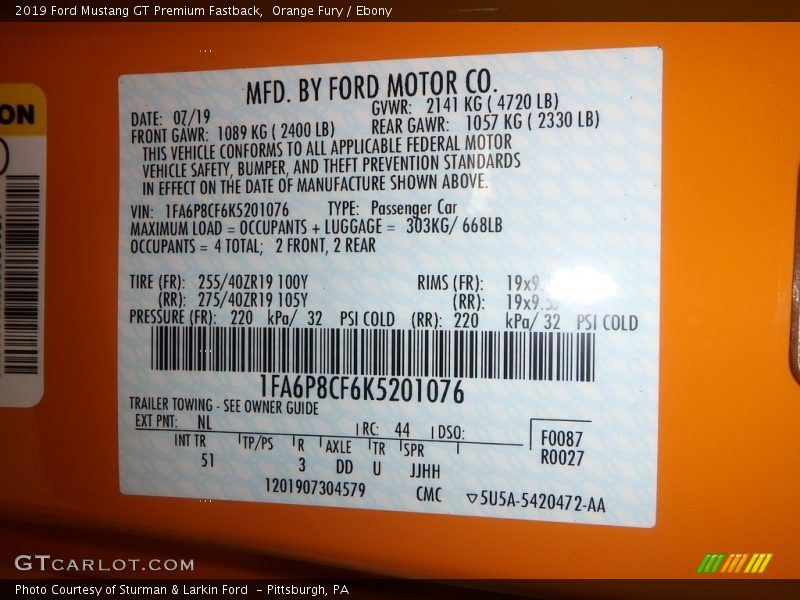 2019 Ford Mustang GT Premium Fastback,  Orange Fury / Ebony
ON
MFD. BY FORD MOTOR CO.
DATE: 07/19 GVWR: 2141 KG ( 4720 LB)
FRONT GAWR: 1089 KG ( 2400 LB) REAR GAWR: 1057 KG ( 2330 LB)
THIS VEHICLE CONFORMS TO ALL APPLICABLE FEDERAL MOTOR
VEHICLE SAFETY, BUMPER, AND THEFT PREVENTION STANDARDS
IN EFFECT ON THE DATE OF MANUFACTURE SHOWN ABOVE.
VIN: 1FA6P8CF6K5201076 TYPE: Passenger Car
MAXIMUM LOAD = OCCUPANTS + LUGGAGE = 303KG/ 668LB
OCCUPANTS = 4 TOTAL; 2 FRONT, 2 REAR
TIRE (FR): 255/40ZR19 100Y RIMS (FR):
(RR): 275/40ZR19 105Y (RR):
PRESSURE (FR): 220 kPa/ 32 PSI COLD (RR): 220 kPa/ 32 PSI COLD
1FA6P8CF6K5201076
TRAILER TOWING - SEE OWNER GUIDE
EXT PNT: NL RC: 44 DSO:
INT TR TP/PS R AXLE TR SPR
51 3 DD U JJHH
F0087
R0027
1201907304579 CMC 5U5A-5420472-AA
GTCARLOT.COM
Photo Courtesy of Sturman & Larkin Ford  - Pittsburgh, PA